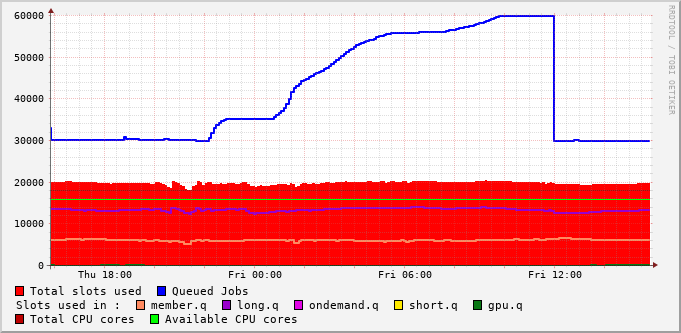 60000
50000
40000
30000
20000
10000
0
Thu 18:00 Fri 00:00 Fri 06:00 Fri 12:00
RRDTOOL / TOBI OETIKER
Total slots used Queued Jobs
Slots used in : member.q long.q ondemand.q short.q gpu.q
Total CPU cores Available CPU cores